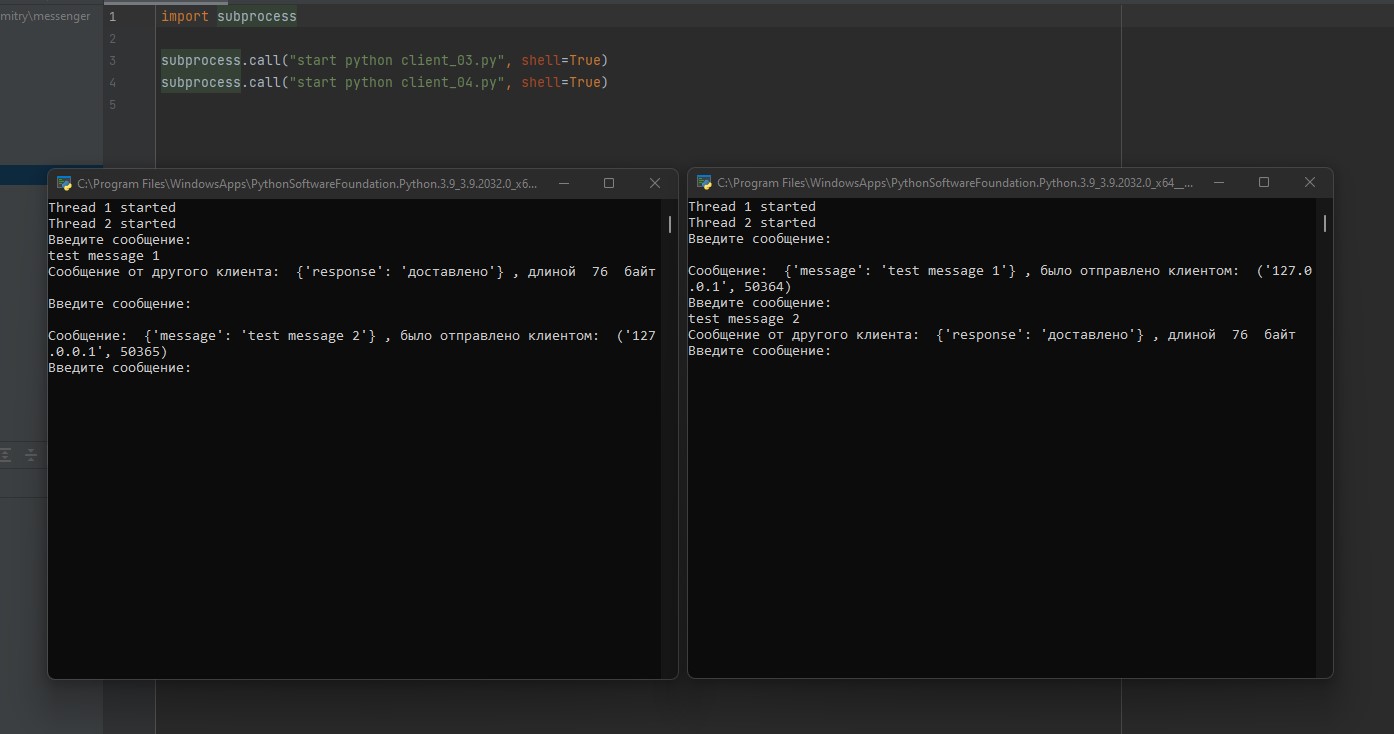 mitry\messenger
1 import subprocess
2
3 subprocess.call("start python client_03.py", shell=True)
4 subprocess.call("start python client_04.py", shell=True)
5
C:\Program Files\WindowsApps\PythonSoftwareFoundation.Python.3.9_3.9.2032.0_x6...
Thread 1 started
Thread 2 started
Введите сообщение:
test message 1
Сообщение от другого клиента:  {'response': 'доставлено'} , длиной  76  байт
Введите сообщение:
Сообщение:  {'message': 'test message 2'} , было отправлено клиентом:  ('127
.0.0.1', 50365)
Введите сообщение:
C:\Program Files\WindowsApps\PythonSoftwareFoundation.Python.3.9_3.9.2032.0_x64__...
Thread 1 started
Thread 2 started
Введите сообщение:
Сообщение:  {'message': 'test message 1'} , было отправлено клиентом:  ('127.0
.0.1', 50364)
Введите сообщение:
test message 2
Сообщение от другого клиента:  {'response': 'доставлено'} , длиной  76  байт
Введите сообщение: